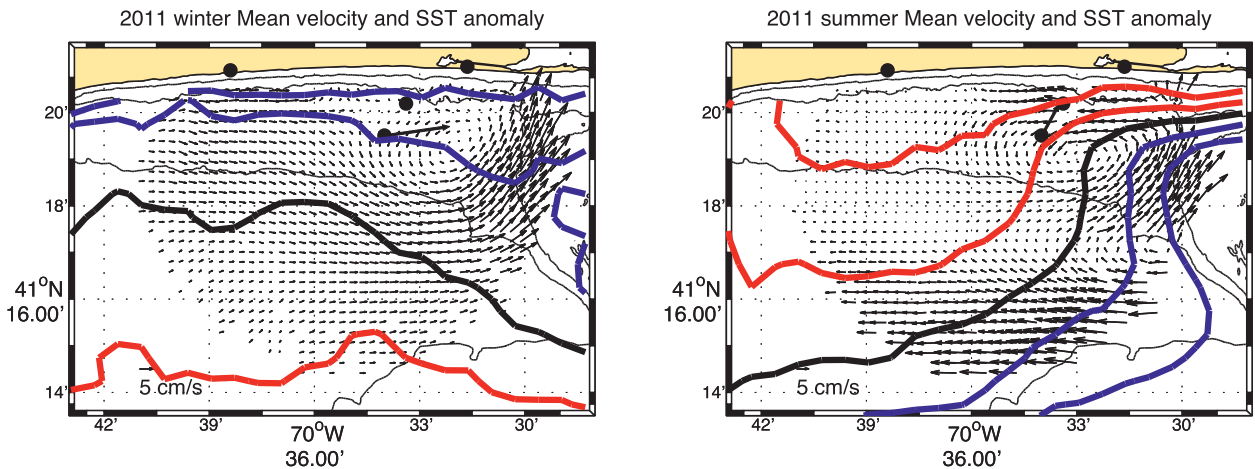 2011 winter Mean velocity and SST anomaly
20'
18'
41°N
16.00'
14'
5 cm/s
42'
39'
70°W
36.00'
33'
30'
2011 summer Mean velocity and SST anomaly
20'
18'
41°N
16.00'
14'
5 cm/s
42'
39'
70°W
36.00'
33'
30'